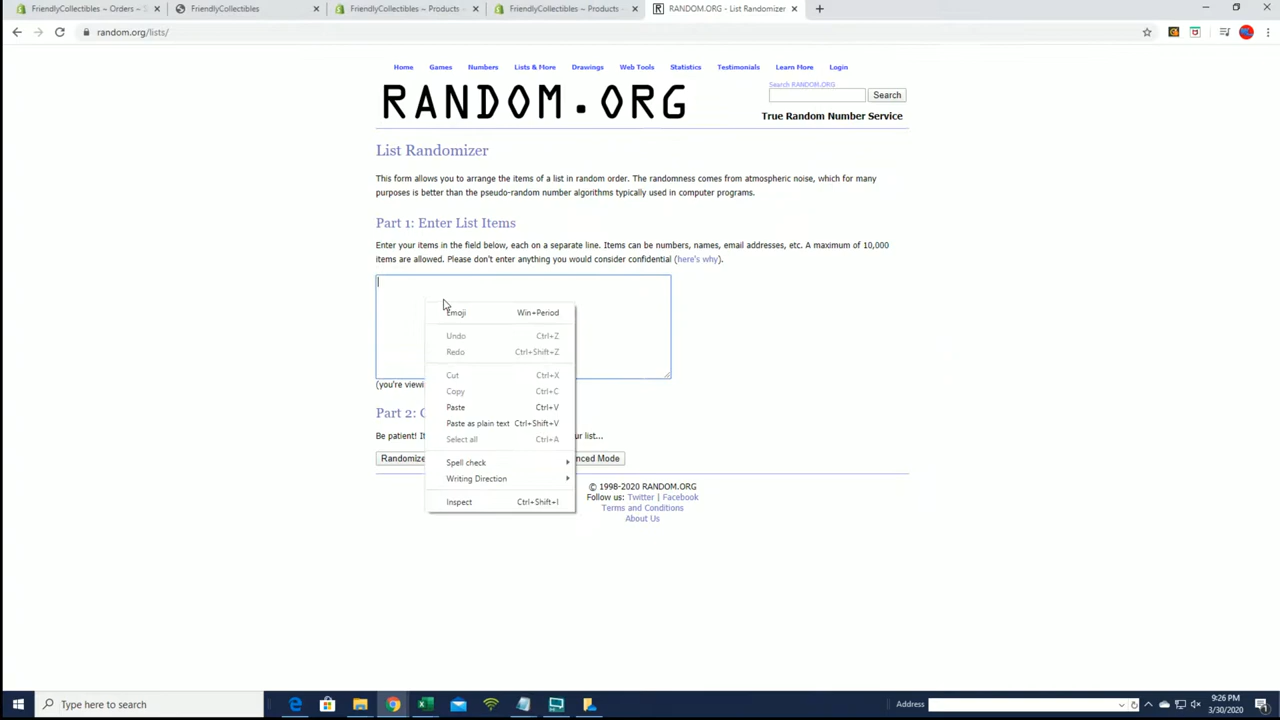 FriendlyCollectibles ~ Orders ~ S
FriendlyCollectibles
FriendlyCollectibles ~ Products ~
FriendlyCollectibles ~ Products ~
RANDOM.ORG - List Randomizer
random.org/lists/
Home Games Numbers Lists & More Drawings Web Tools Statistics Testimonials Learn More Login
RANDOM.ORG
Search RANDOM.ORG
Search
True Random Number Service
List Randomizer
This form allows you to arrange the items of a list in random order. The randomness comes from atmospheric noise, which for many
purposes is better than the pseudo-random number algorithms typically used in computer programs.
Part 1: Enter List Items
Enter your items in the field below, each on a separate line. Items can be numbers, names, email addresses, etc. A maximum of 10,000
items are allowed. Please don't enter anything you would consider confidential (here's why).
Emoji Win+Period
Undo Ctrl+Z
Redo Ctrl+Shift+Z
Cut Ctrl+X
Copy Ctrl+C
Paste Ctrl+V
Paste as plain text Ctrl+Shift+V
Select all Ctrl+A
Spell check
Writing Direction
Inspect Ctrl+Shift+I
(you're viewi
Part 2: 
Be patient! It ur list...
Randomize nced Mode
© 1998-2020 RANDOM.ORG
Follow us: Twitter | Facebook
Terms and Conditions
About Us
Type here to search
Address
9:26 PM
3/30/2020